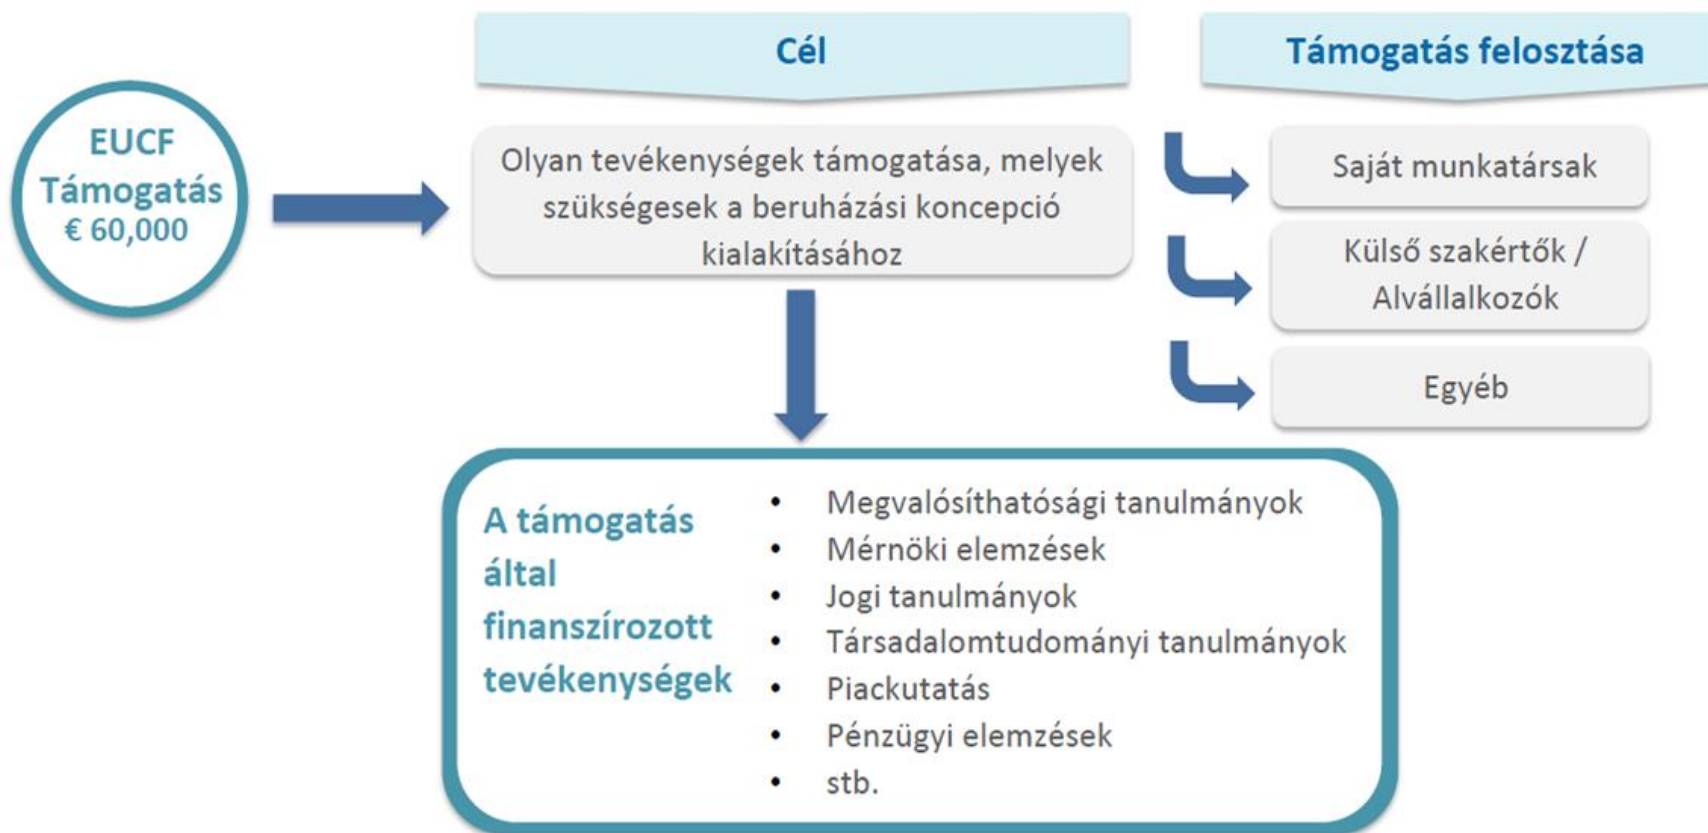 Cél
Támogatás felosztása
EUCF
Támogatás
€ 60,000
Olyan tevékenységek támogatása, melyek
szükségesek a beruházási koncepció
kialakításához
Saját munkatársak
Külső szakértők /
Alvállalkozók
Egyéb
A támogatás
által
finanszírozott
tevékenységek
• Megvalósíthatósági tanulmányok
• Mérnöki elemzések
• Jogi tanulmányok
• Társadalomtudományi tanulmányok
• Piackutatás
• Pénzügyi elemzések
• stb.